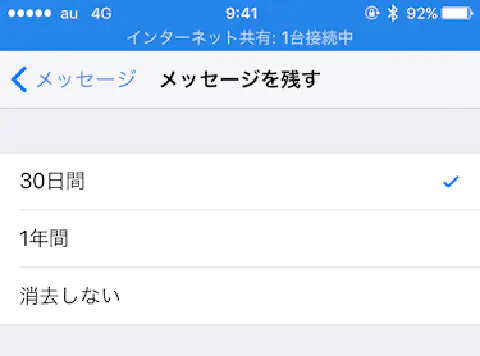 au 4G 9:41 92%
インターネット共有: 1台接続中
メッセージ メッセージを残す
30日間
1年間
消去しない